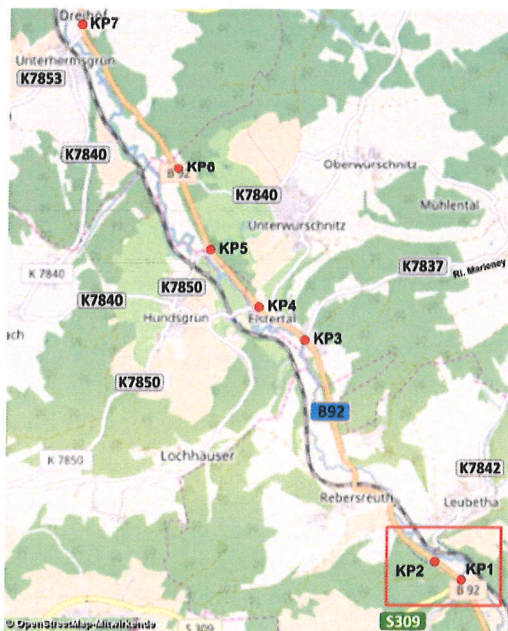 Dreihof
KP7
Unterhermsgrün
K7853
K7840
KP6
B 92
K7840
Oberwürschnitz
Mühlental
Unterwürschnitz
KP5
K 7840
K7850
K7837
Rl. Marieney
K7840
KP4
Hundsgrün
Elstertal
KP3
ach
K7850
B92
K 7850
Lochhäuser
K7842
Rebersreuth
Leubetha
KP2
KP1
B 92
S309
S 309
© OpenStreetMap-Mitwirkende